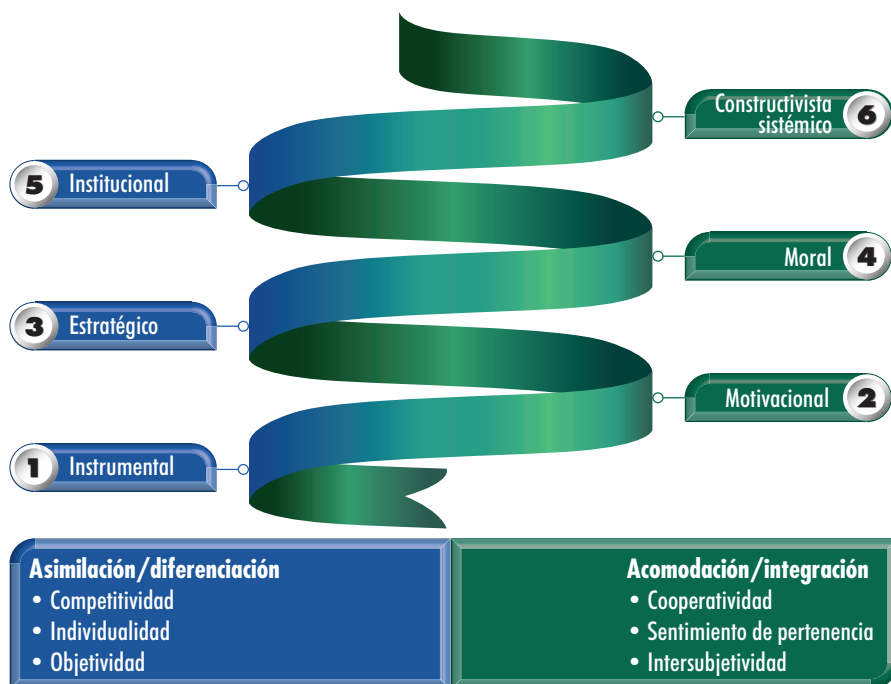 Constructivista
sistémico
6
5
Institucional
Moral
4
3
Estratégico
Motivacional
2
1
Instrumental
Asimilación/diferenciación
• Competitividad
• Individualidad
• Objetividad
Acomodación/integración
• Cooperatividad
• Sentimiento de pertenencia
• Intersubjetividad